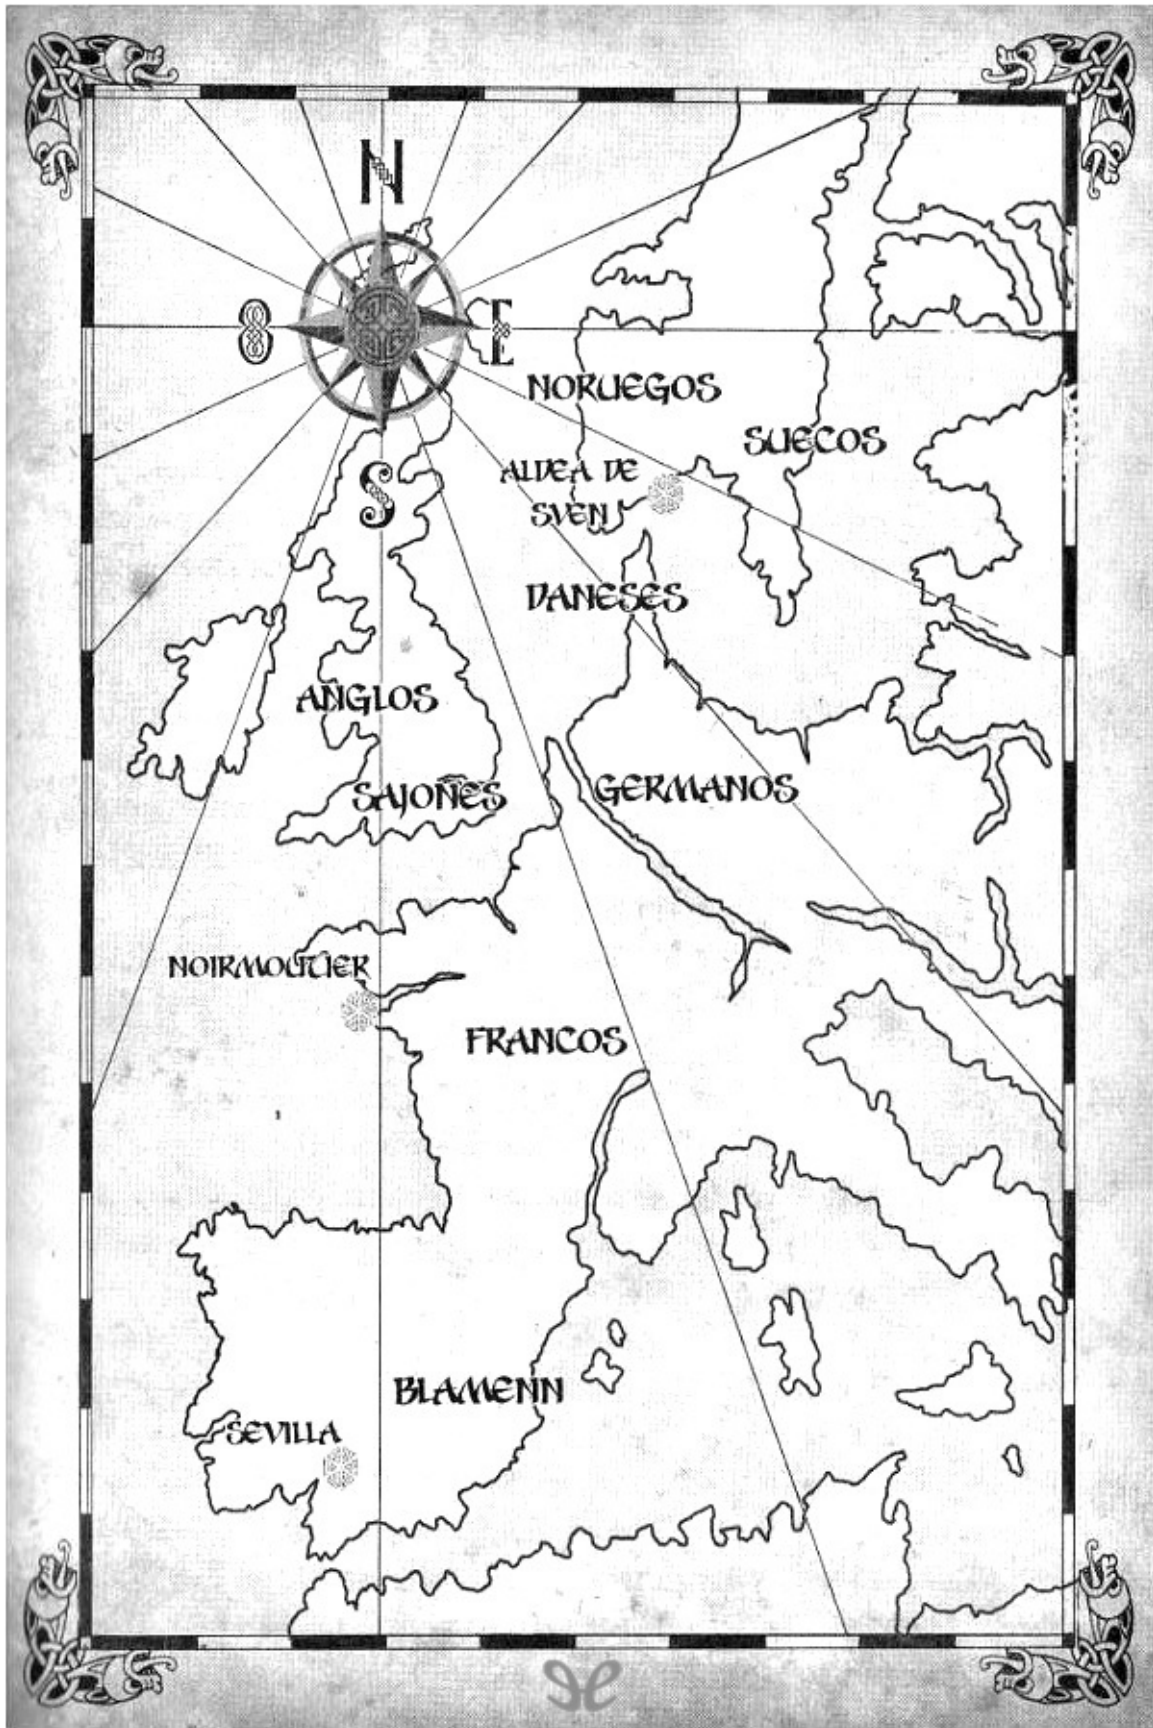 N
O
E
NORUEGOS
SUECOS
ALDEA DE
SVEN
S
DANESES
ANGLOS
SAJONES
GERMANOS
NOIRMOUTIER
FRANCOS
BLAMENN
SEVILLA